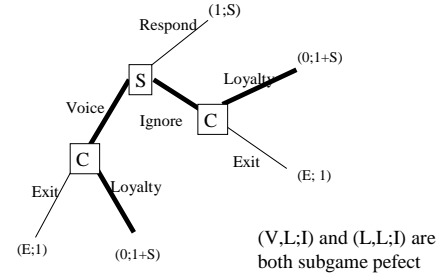 (1;S)
Respond
(0;1+S)
S
Loyalty
Voice
Ignore
C
C
Exit
Exit
Loyalty
(E; 1)
(E;1)
(0;1+S)
(V,L;I) and (L,L;I) are
both subgame pefect